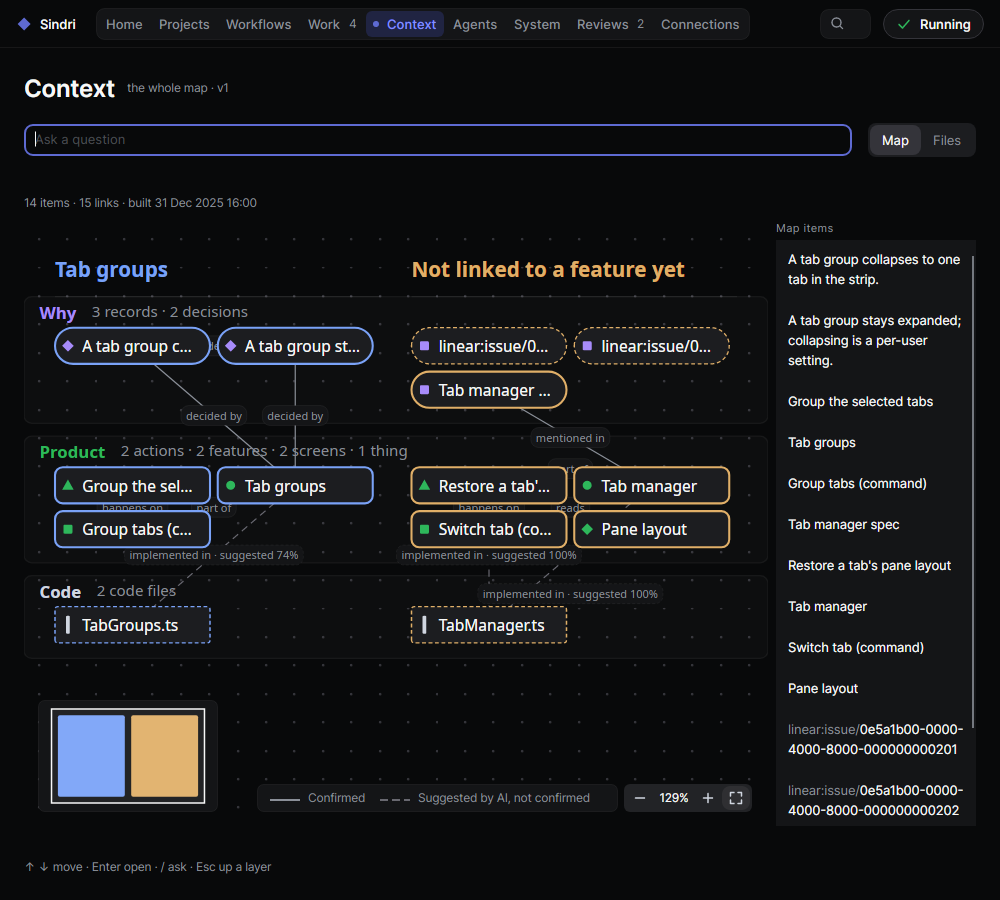 Sindri
Home Projects Workflows Work 4 Context Agents System Reviews 2 Connections
Running
Context the whole map · v1
Ask a question
Map Files
14 items · 15 links · built 31 Dec 2025 16:00
Tab groups
Not linked to a feature yet
Why 3 records · 2 decisions
A tab group c...
A tab group st...
linear:issue/0...
linear:issue/0...
Tab manager ...
decided by
decided by
mentioned in
Product 2 actions · 2 features · 2 screens · 1 thing
Group the sel...
Tab groups
Restore a tab'...
Tab manager
happens on
part of
happens on
reads
Group tabs (c...
Switch tab (co...
Pane layout
implemented in · suggested 74%
implemented in · suggested 100%
Code 2 code files
implemented in · suggested 100%
TabGroups.ts
TabManager.ts
Confirmed
Suggested by AI, not confirmed
129%
Map items
A tab group collapses to one
tab in the strip.
A tab group stays expanded;
collapsing is a per-user
setting.
Group the selected tabs
Tab groups
Group tabs (command)
Tab manager spec
Restore a tab's pane layout
Tab manager
Switch tab (command)
Pane layout
linear:issue/0e5a1b00-0000-
4000-8000-000000000201
linear:issue/0e5a1b00-0000-
4000-8000-000000000202
↑ ↓ move · Enter open · / ask · Esc up a layer